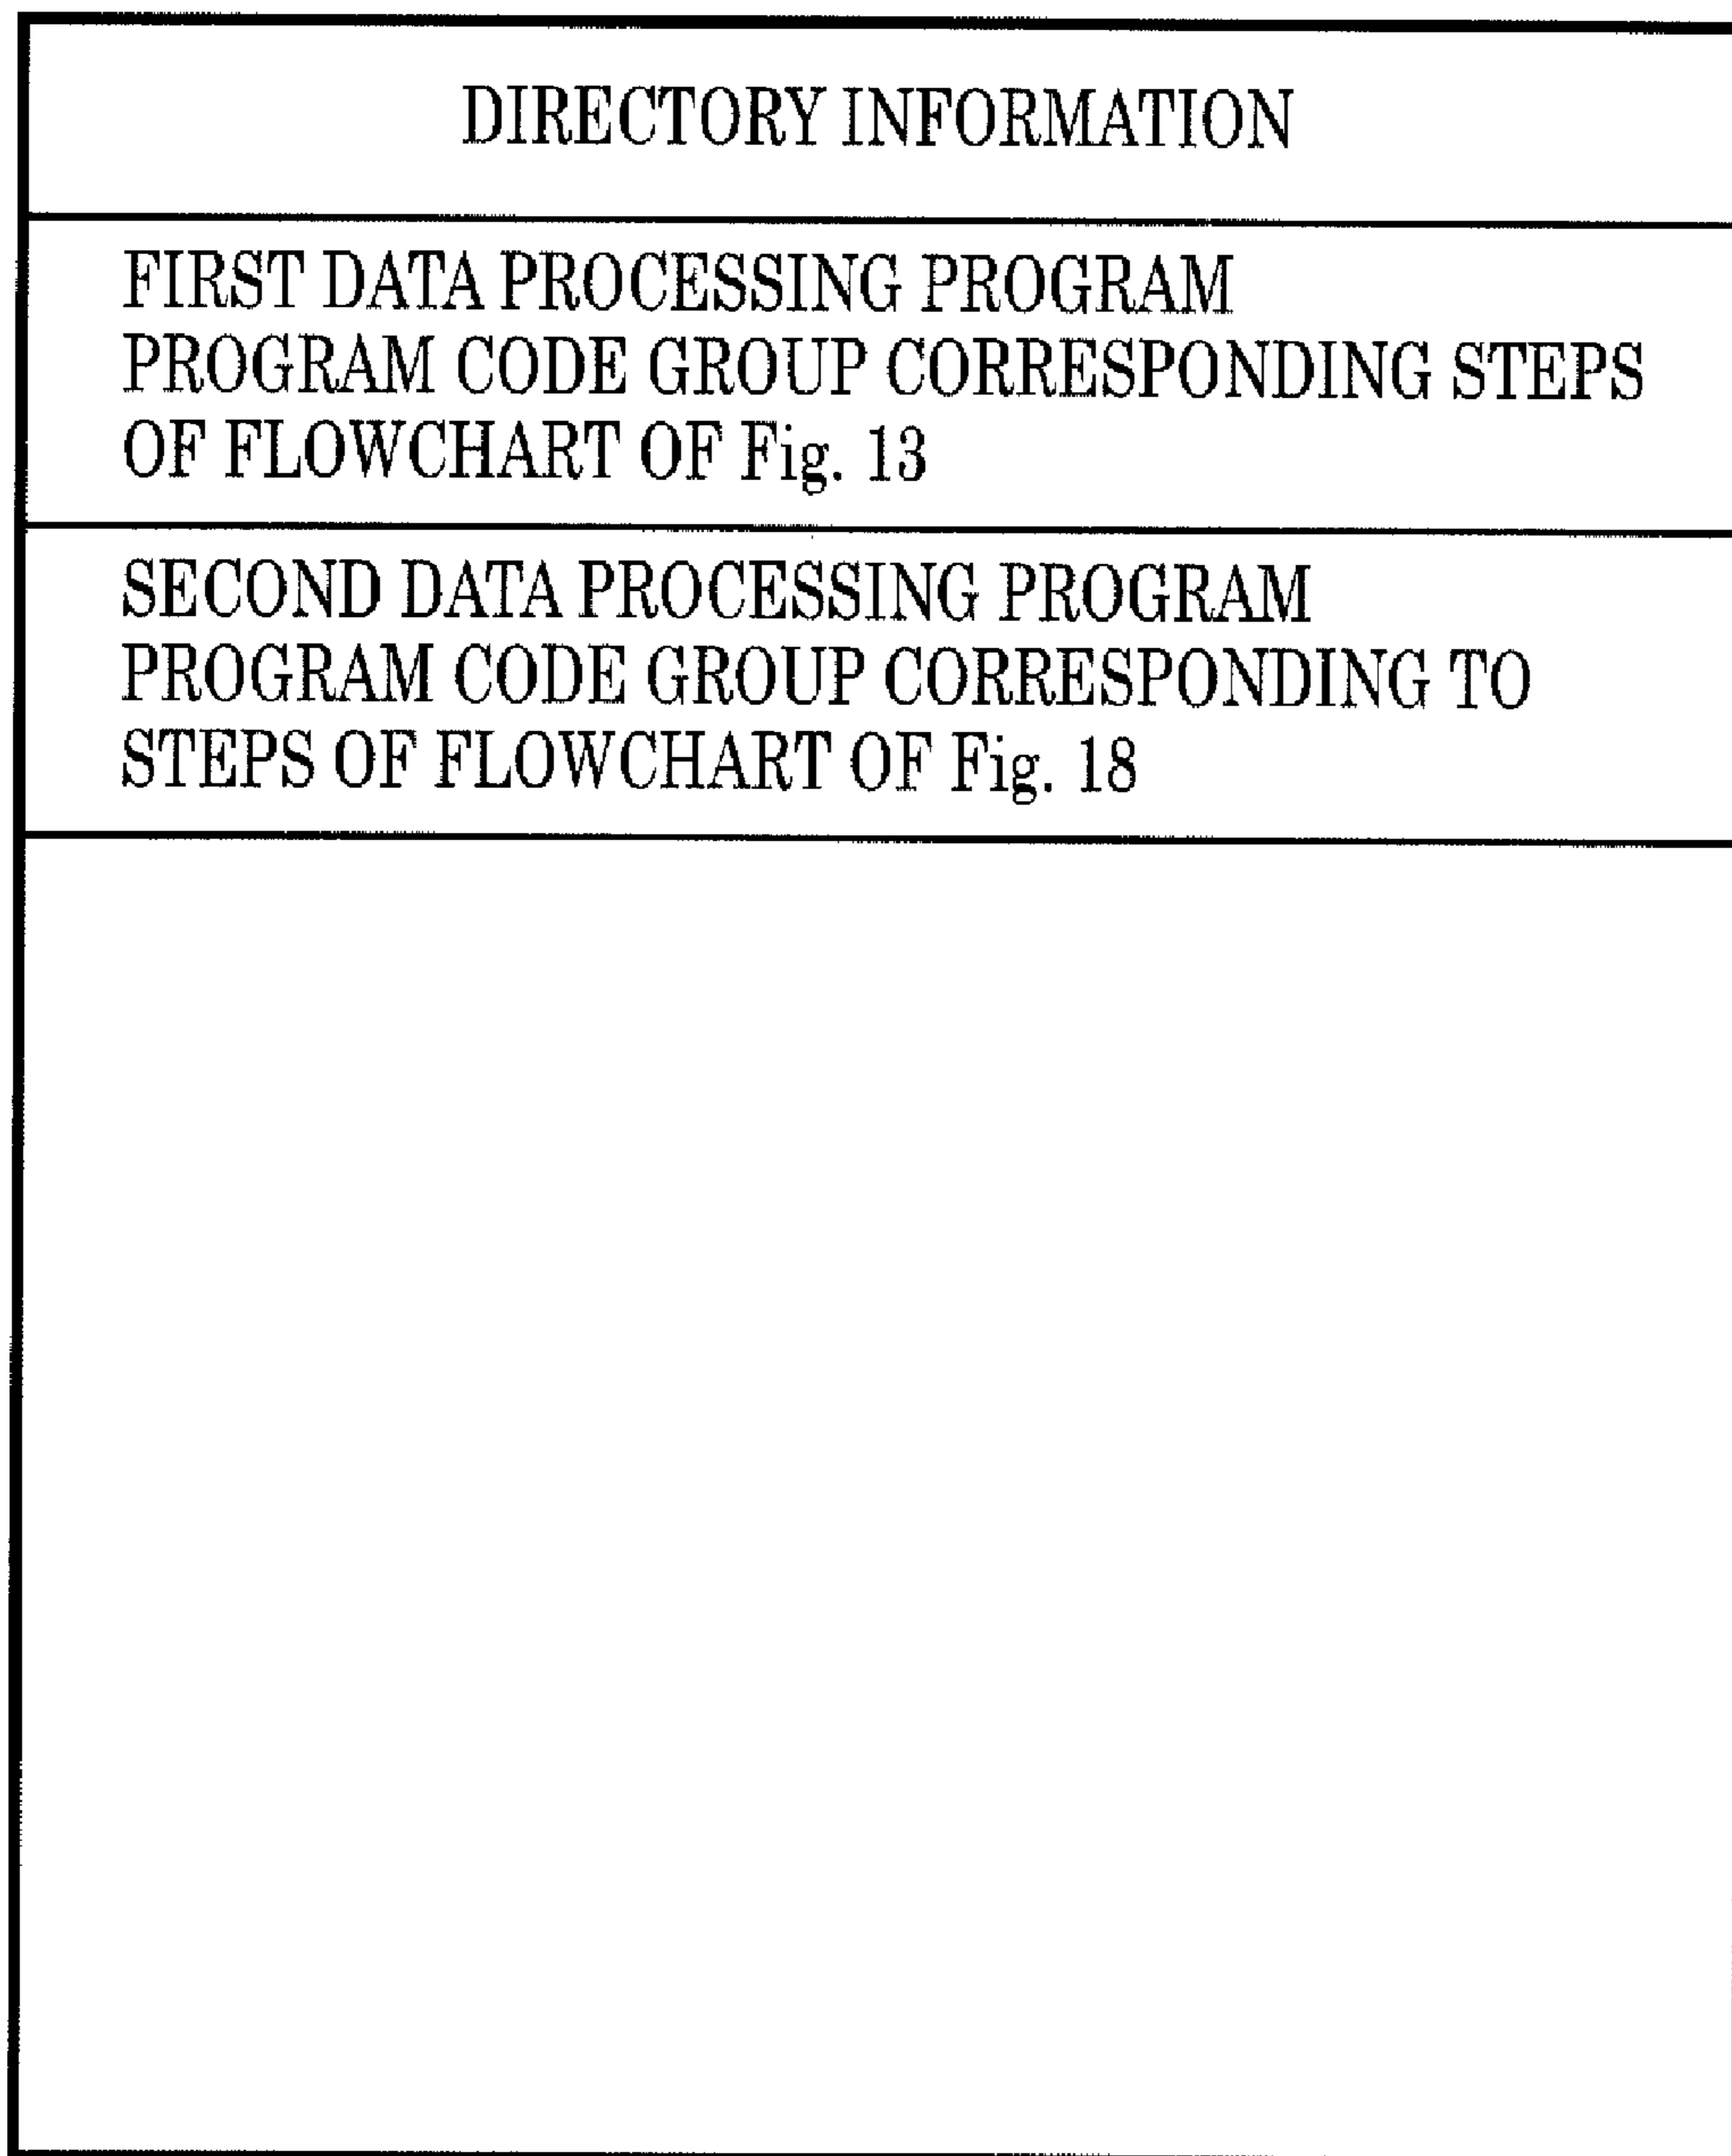 DIRECTORY INFORMATION
FIRST DATA PROCESSING PROGRAM
PROGRAM CODE GROUP CORRESPONDING STEPS
OF FLOWCHART OF Fig. 13
SECOND DATA PROCESSING PROGRAM
PROGRAM CODE GROUP CORRESPONDING TO
STEPS OF FLOWCHART OF Fig. 18